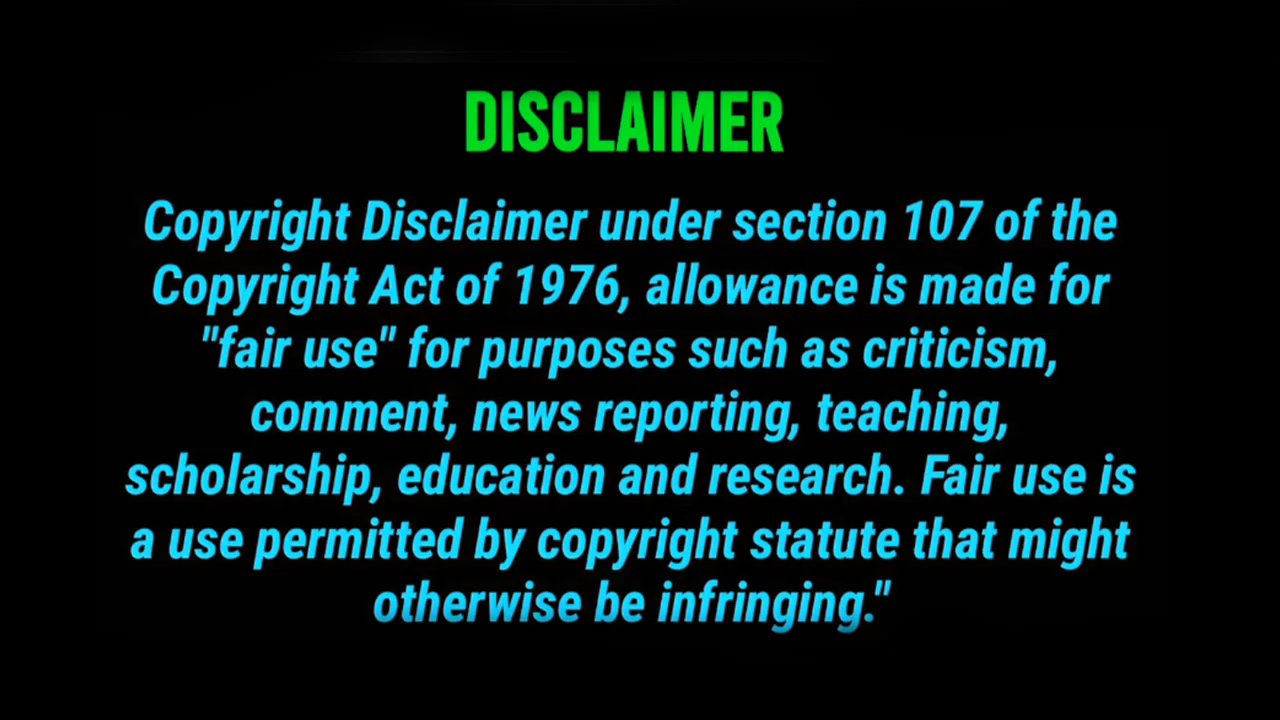 DISCLAIMER
Copyright Disclaimer under section 107 of the
Copyright Act of 1976, allowance is made for
"fair use" for purposes such as criticism,
comment, news reporting, teaching,
scholarship, education and research. Fair use is
a use permitted by copyright statute that might
otherwise be infringing."